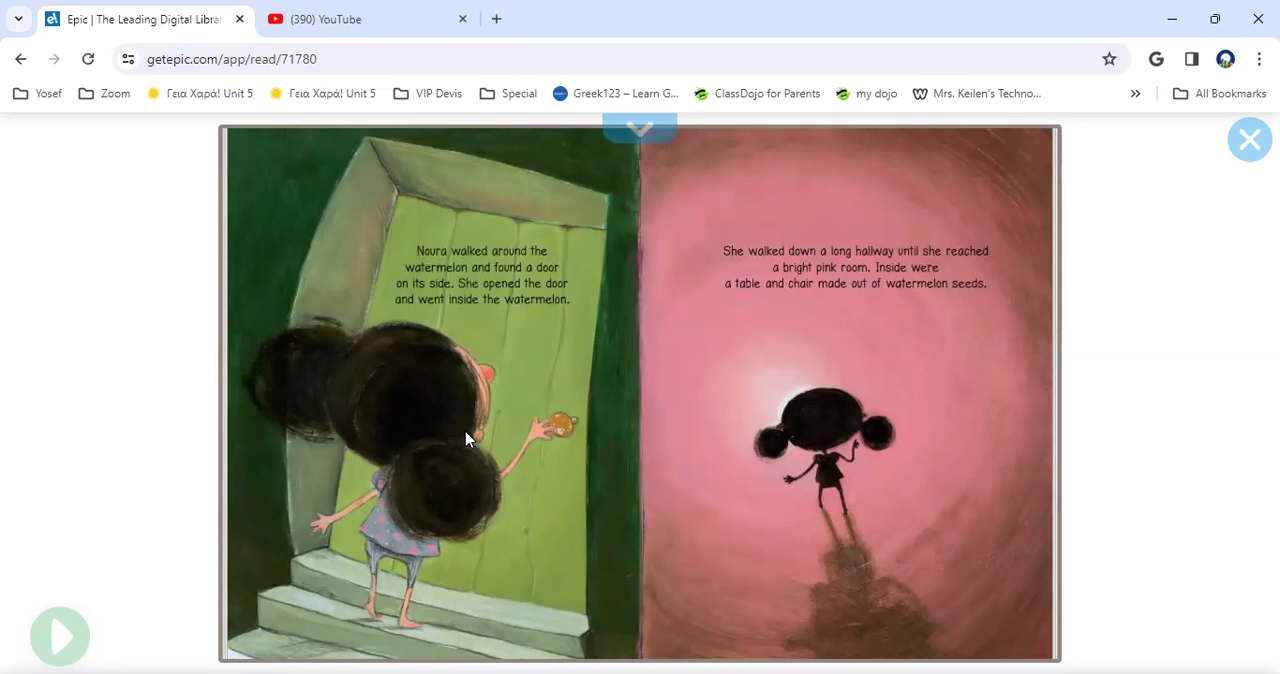 Epic | The Leading Digital Libra
(390) YouTube
getepic.com/app/read/71780
Yosef
Zoom
Γεια Χαρά! Unit 5
Γεια Χαρά! Unit 5
VIP Devis
Special
Greek123 – Learn G...
ClassDojo for Parents
my dojo
Mrs. Keilen's Techno...
All Bookmarks
Noura walked around the
watermelon and found a door
on its side. She opened the door
and went inside the watermelon.
She walked down a long hallway until she reached
a bright pink room. Inside were
a table and chair made out of watermelon seeds.